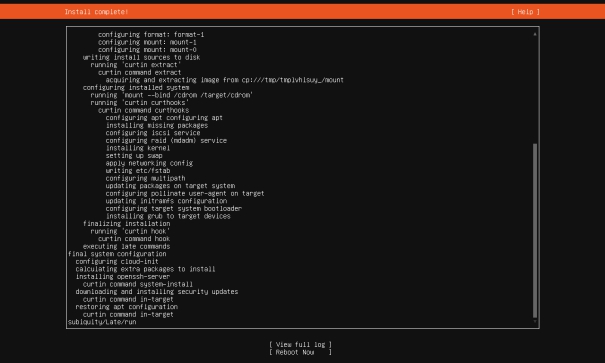 Install complete!
[ Help ]
configuring format: format-1
configuring mount: mount-1
configuring mount: mount-0
writing install sources to disk
running 'curtin extract'
curtin command extract
acquiring and extracting image from cp:///tmp/tmplvhlsuy_/mount
configuring installed system
running 'mount --bind /cdrom /target/cdrom'
running 'curtin curthooks'
curtin command curthooks
configuring apt configuring apt
installing missing packages
configuring iscsi service
configuring raid (mdadm) service
installing kernel
setting up swap
apply networking config
writing etc/fstab
configuring multipath
updating packages on target system
configuring pollinate user-agent on target
updating initramfs configuration
configuring target system bootloader
installing grub to target devices
finalizing installation
running 'curtin hook'
curtin command hook
executing late commands
final system configuration
configuring cloud-init
calculating extra packages to install
installing openssh-server
curtin command system-install
downloading and installing security updates
curtin command in-target
restoring apt configuration
curtin command in-target
subiquity/Late/run
[ View full log ]
[ Reboot Now ]